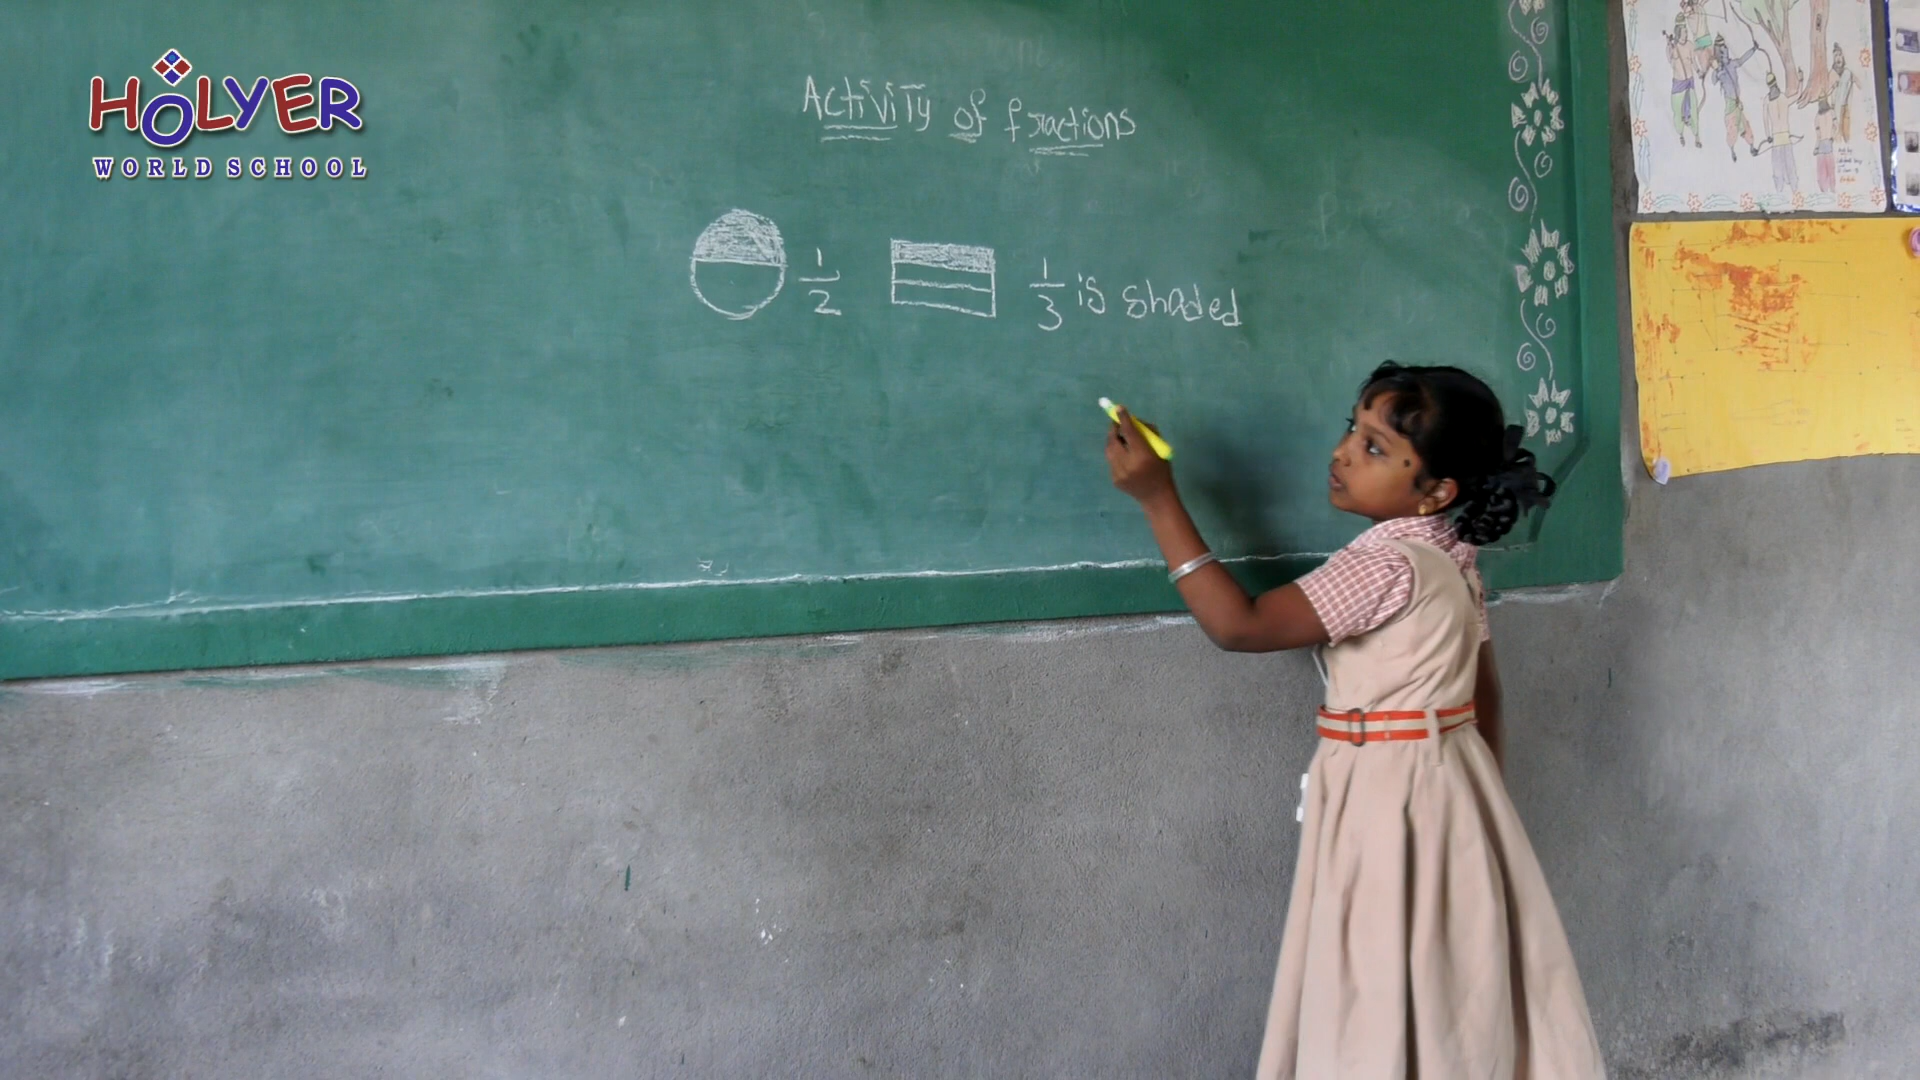 HOLYER
WORLD SCHOOL
Activity of fractions
1/2
1/3 is shaded